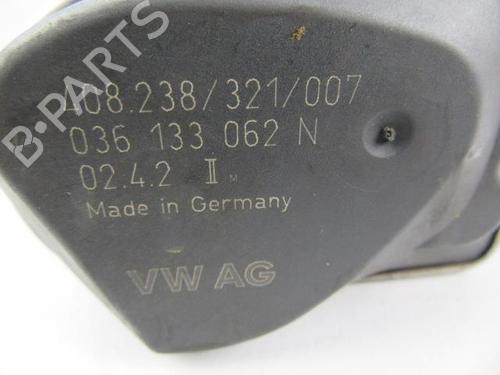 408.238/321/007
036 133 062 N
02.4.2 II M
Made in Germany
VW AG
B-PARTS